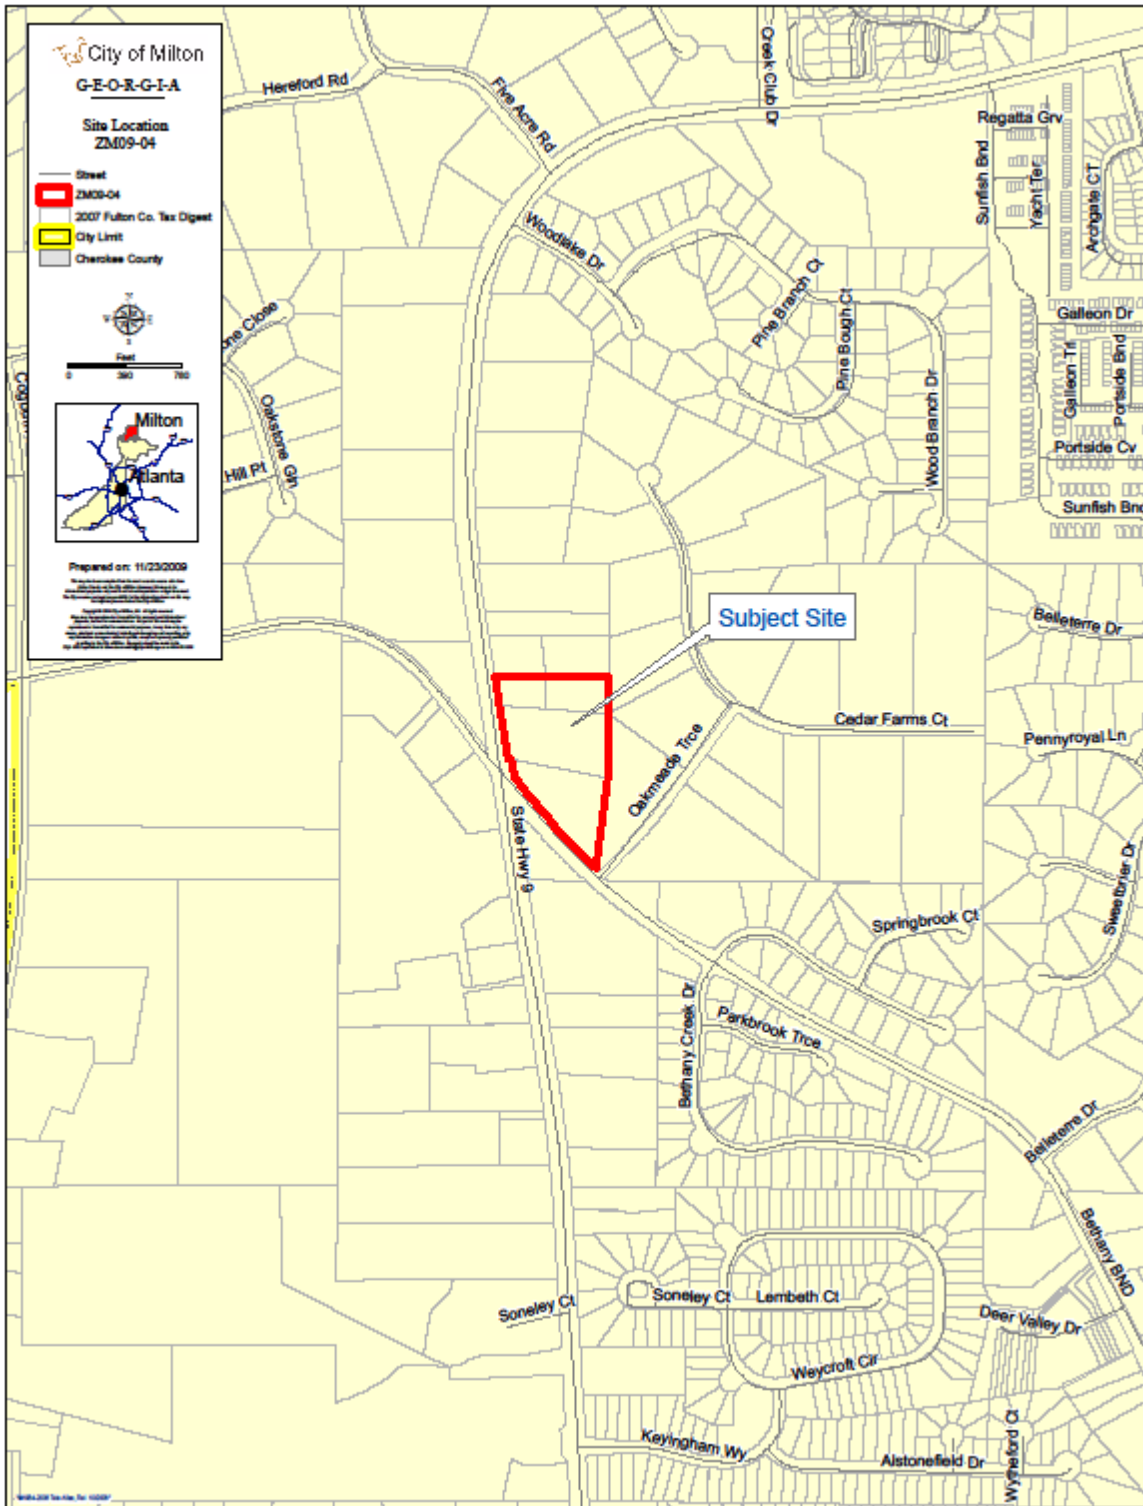 City of Milton
G-E-O-R-G-I-A
Site Location
ZM09-04
Street
ZM09-04
2007 Fulton Co. Tax Digest
City Limit
Cherokee County
N
W E
S
Feet
0 390 780
Milton
Atlanta
Prepared on: 11/23/2009
Hereford Rd
Five Acre Rd
Creek Club Dr
Regatta Grv
Sunfish Bnd
Yacht Ter
Archgate CT
Woodlake Dr
Pine Branch Ct
Pine Bough Ct
Wood Branch Dr
Galleon Dr
Galleon Trl
Portside Bnd
Portside Cv
Sunfish Bnd
one Close
Oakstone Gln
Hill Pt
Subject Site
Belleterre Dr
Cedar Farms Ct
Pennyroyal Ln
Oakmeade Trce
State Hwy 9
Sweetbrier Dr
Springbrook Ct
Bethany Creek Dr
Parkbrook Trce
Belleterre Dr
Bethany BND
Soneley Ct
Soneley Ct
Lembeth Ct
Deer Valley Dr
Weycroft Cir
Keyingham Wy
Alstonefield Dr
Wytheford Ct